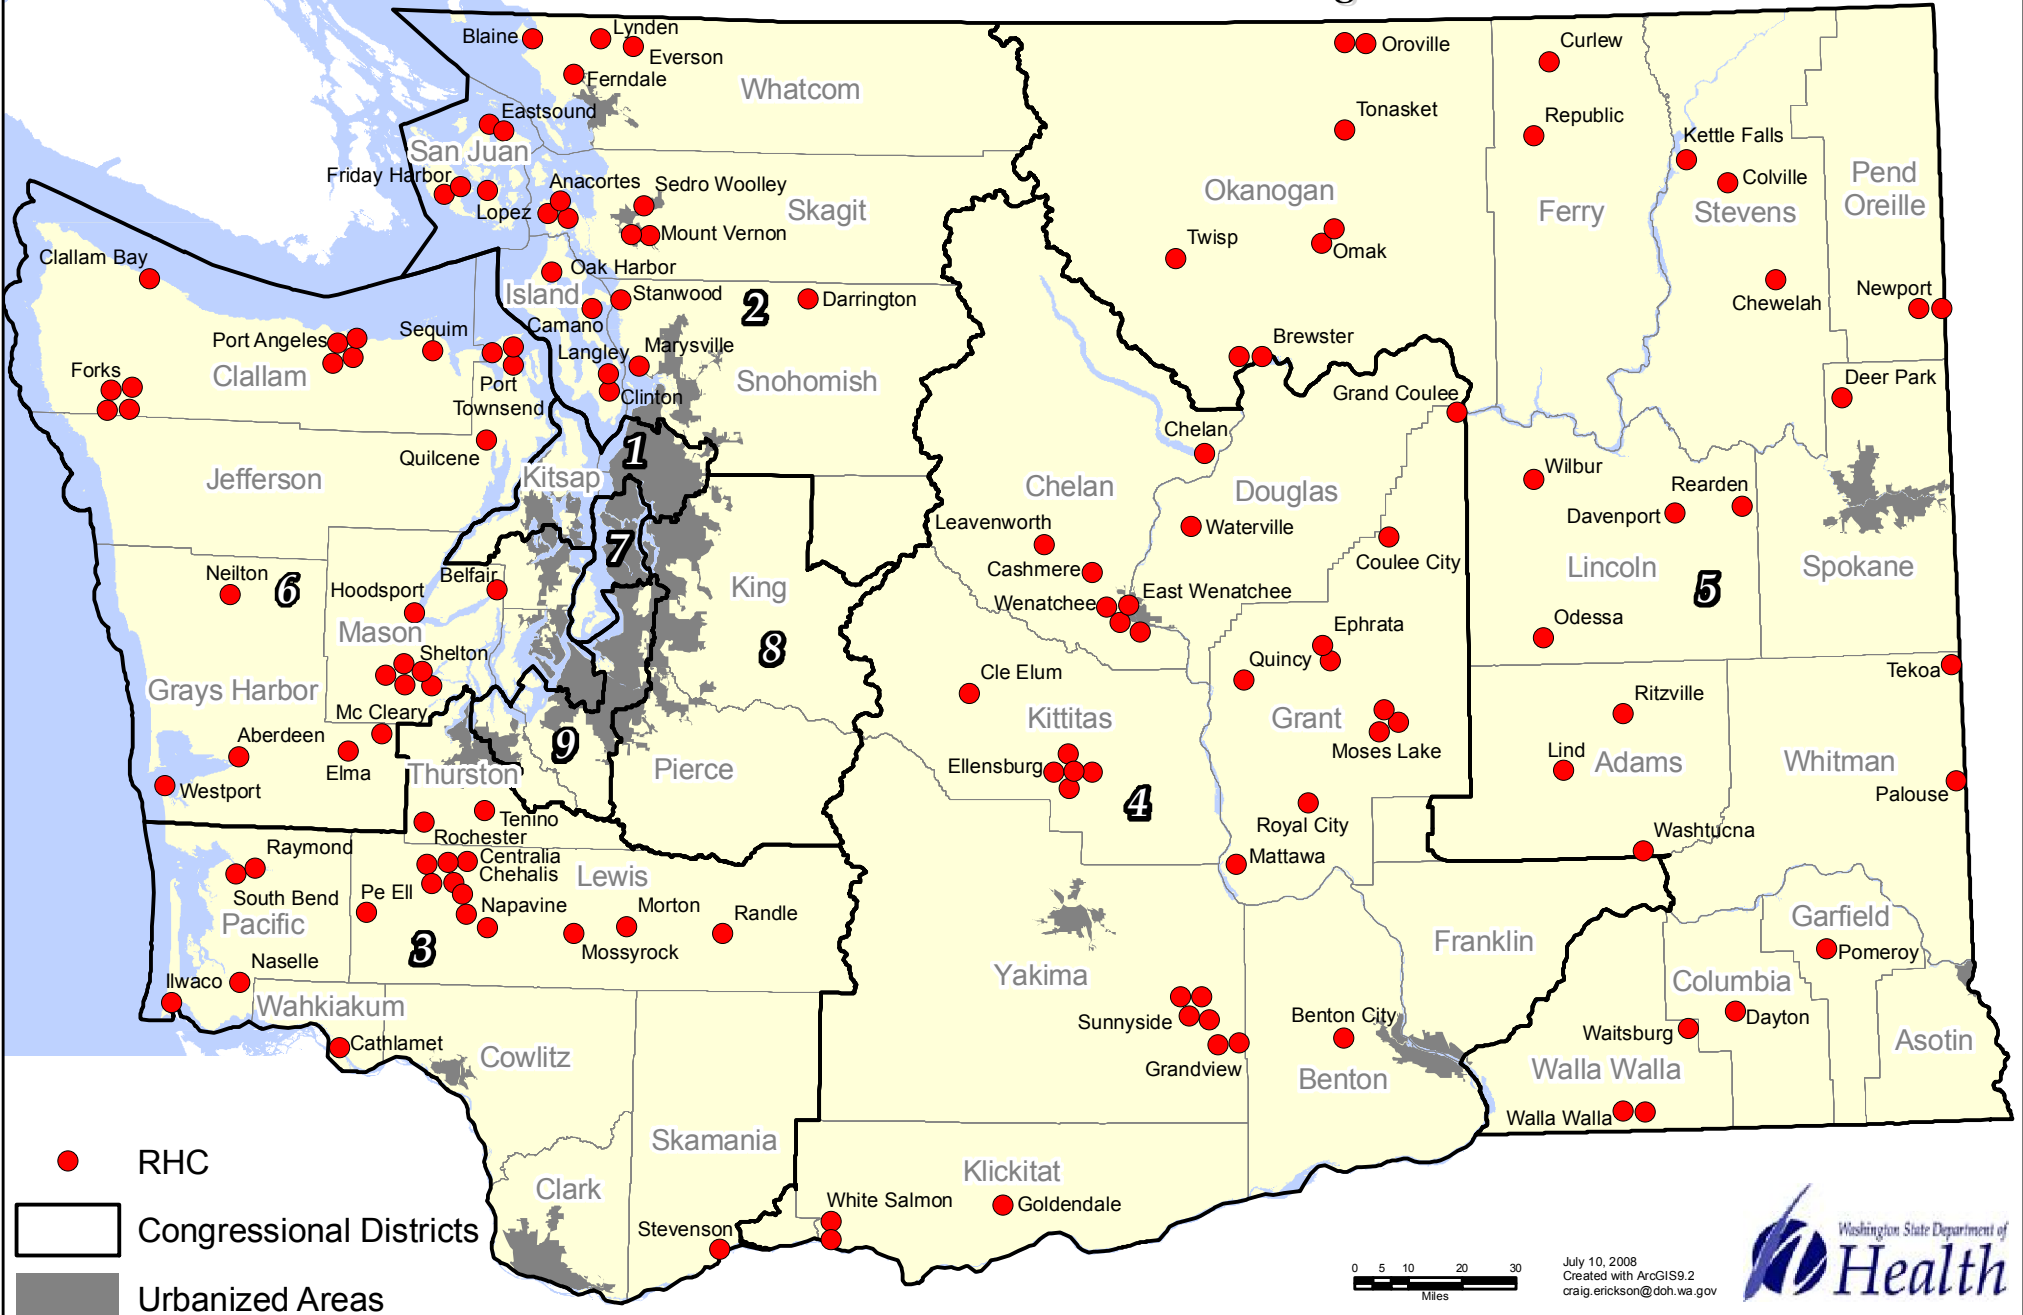 Blaine
Lynden
Everson
Ferndale
Whatcom
Oroville
Curlew
Eastsound
San Juan
Tonasket
Republic
Kettle Falls
Colville
Pend
Oreille
Friday Harbor
Lopez
Anacortes
Sedro Woolley
Skagit
Mount Vernon
Okanogan
Ferry
Stevens
Twisp
Omak
Clallam Bay
Oak Harbor
Island
Stanwood
2
Darrington
Camano
Chewelah
Newport
Port Angeles
Sequim
Langley
Marysville
Brewster
Forks
Clallam
Port
Townsend
Clinton
Snohomish
Grand Coulee
Deer Park
Quilcene
1
Chelan
Jefferson
Kitsap
Chelan
Douglas
Wilbur
Rearden
Davenport
Leavenworth
Waterville
7
Coulee City
Lincoln
Spokane
Neilton
6
Hoodsport
Belfair
King
Cashmere
Wenatchee
East Wenatchee
5
Mason
8
Odessa
Ephrata
Quincy
Shelton
Cle Elum
Tekoa
Grays Harbor
Mc Cleary
Kittitas
Grant
Ritzville
Aberdeen
Elma
9
Moses Lake
Lind
Adams
Whitman
Thurston
Pierce
Ellensburg
4
Westport
Palouse
Tenino
Rochester
Royal City
Washtucna
Raymond
Centralia
Chehalis
Lewis
Mattawa
South Bend
Pe Ell
Napavine
Morton
Randle
Garfield
Pacific
3
Mossyrock
Franklin
Pomeroy
Naselle
Ilwaco
Yakima
Columbia
Wahkiakum
Sunnyside
Benton City
Dayton
Waitsburg
Cathlamet
Cowlitz
Grandview
Benton
Walla Walla
Asotin
Walla Walla
Skamania
RHC
Klickitat
Clark
White Salmon
Goldendale
Congressional Districts
Stevenson
Urbanized Areas
0 5 10 20 30
Miles
July 10, 2008
Created with ArcGIS9.2
craig.erickson@doh.wa.gov
Washington State Department of
Health